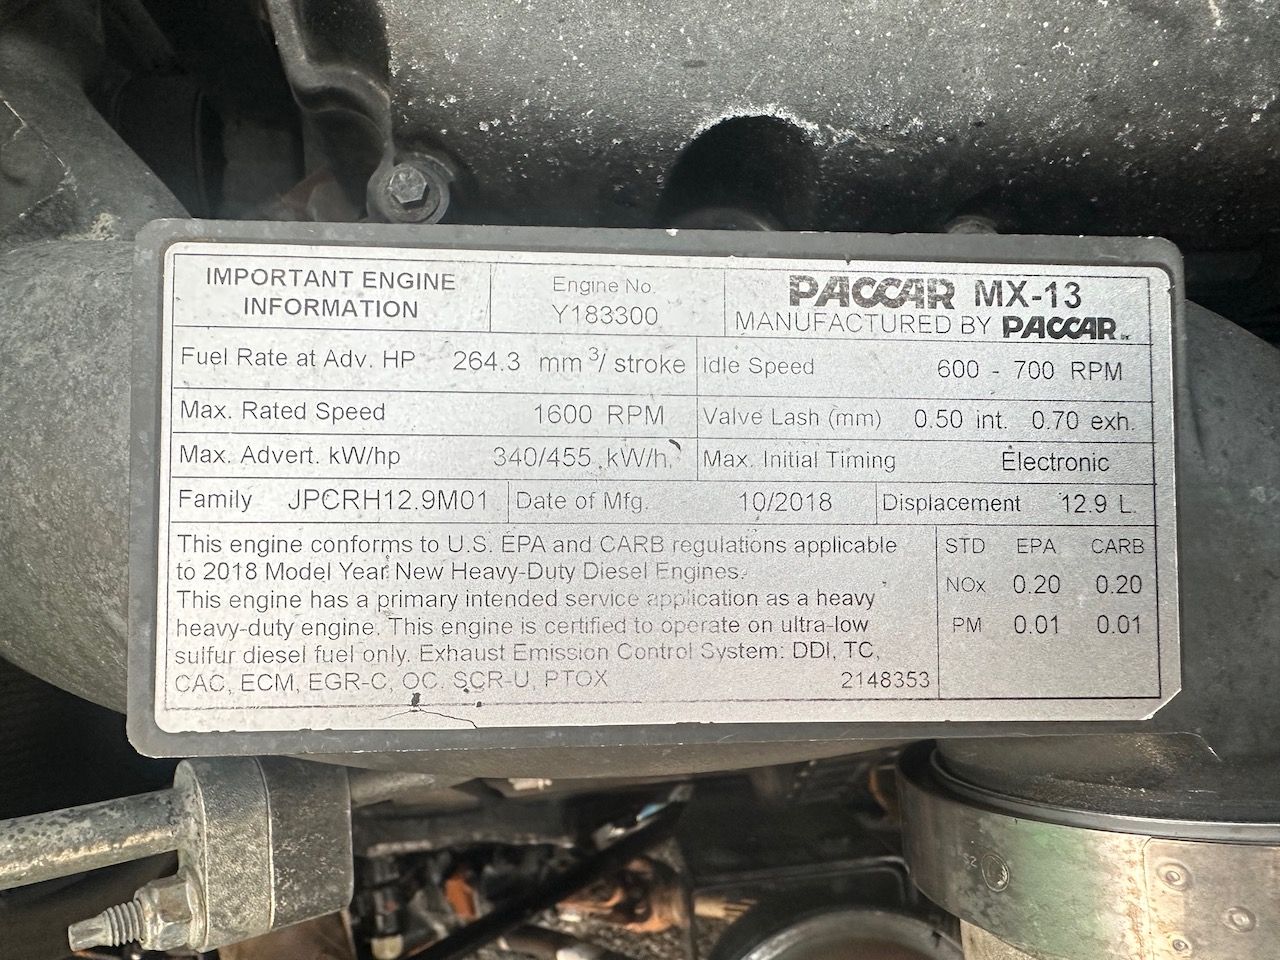 IMPORTANT ENGINE
INFORMATION
Engine No.
Y183300
PACCAR MX-13
MANUFACTURED BY PACCAR
Fuel Rate at Adv. HP 264.3 mm3/ stroke
Idle Speed 600 - 700 RPM
Max. Rated Speed 1600 RPM
Valve Lash (mm) 0.50 int. 0.70 exh.
Max. Advert. kW/hp 340/455 kW/h
Max. Initial Timing Electronic
Family JPCRH12.9M01
Date of Mfg. 10/2018
Displacement 12.9 L.
This engine conforms to U.S. EPA and CARB regulations applicable
to 2018 Model Year New Heavy-Duty Diesel Engines.
This engine has a primary intended service application as a heavy
heavy-duty engine. This engine is certified to operate on ultra-low
sulfur diesel fuel only. Exhaust Emission Control System: DDI, TC,
CAC, ECM, EGR-C, OC, SCR-U, PTOX 2148353
STD EPA CARB
NOx 0.20 0.20
PM 0.01 0.01